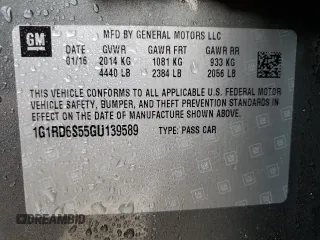 MFD BY GENERAL MOTORS LLC
GM
01/16 GVWR GAWR FRT GAWR RR
2014 KG 1081 KG 933 KG
4440 LB 2384 LB 2056 LB
THIS VEHICLE CONFORMS TO ALL APPLICABLE U.S. FEDERAL MOTOR
VEHICLE SAFETY, BUMPER, AND THEFT PREVENTION STANDARDS
IN EFFECT ON THE DATE OF MANUFACTURE SHOWN ABOVE.
1G1RD6S55GU139589 TYPE: PASS CAR
AUTOBIDMASTER